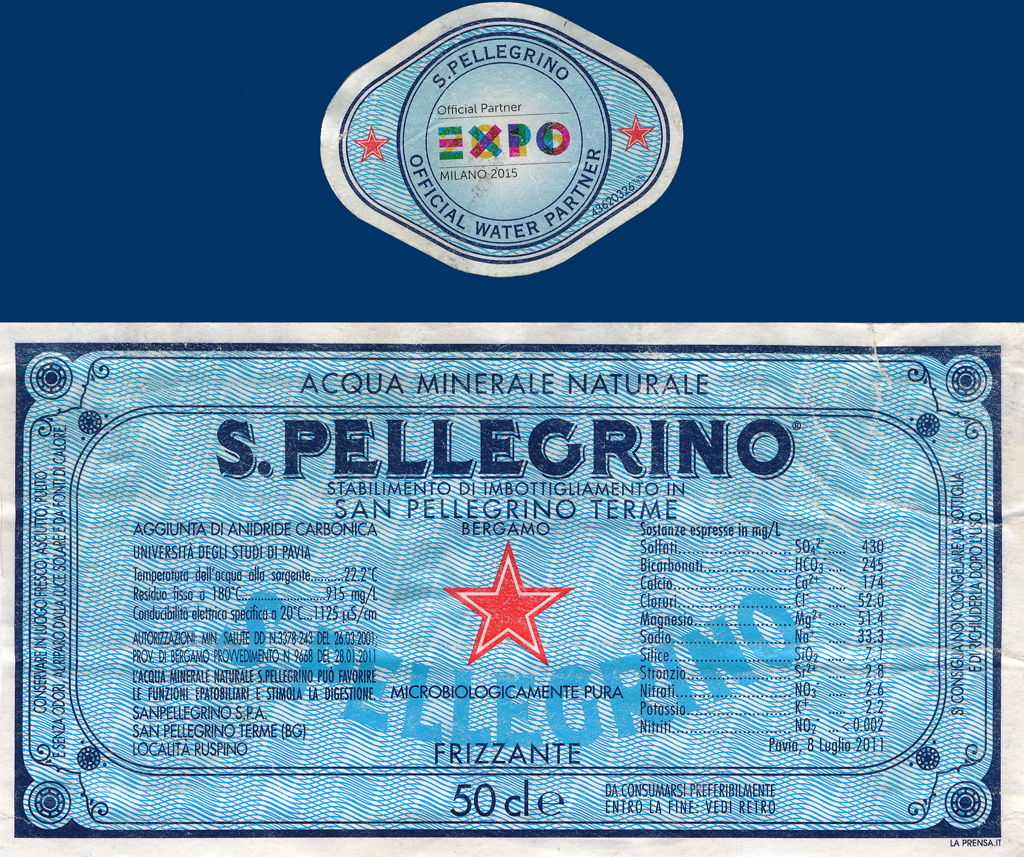 S.PELLEGRINO
Official Partner
EXPO
MILANO 2015
OFFICIAL WATER PARTNER
43620326
ACQUA MINERALE NATURALE
S.PELLEGRINO®
STABILIMENTO DI IMBOTTIGLIAMENTO IN
SAN PELLEGRINO TERME
BERGAMO
CONSERVARE IN LUOGO FRESCO, ASCIUTTO, PULITO
E SENZA ODORI, AL RIPARO DALLA LUCE SOLARE E DA FONTI DI CALORE
AGGIUNTA DI ANIDRIDE CARBONICA
UNIVERSITÀ DEGLI STUDI DI PAVIA
Temperatura dell'acqua alla sorgente..........22.2°C
Residuo fisso a 180°C..........................915 mg/L
Conducibilità elettrica specifica a 20°C...1125 µS/cm
AUTORIZZAZIONI: MIN. SALUTE DD N.3378-243 DEL 26.03.2001;
PROV. DI BERGAMO PROVVEDIMENTO N 9668 DEL 28.01.2011
L'ACQUA MINERALE NATURALE S.PELLEGRINO PUÒ FAVORIRE
LE FUNZIONI EPATOBILIARI E STIMOLA LA DIGESTIONE.
SANPELLEGRINO S.P.A.
SAN PELLEGRINO TERME (BG)
LOCALITÀ RUSPINO
MICROBIOLOGICAMENTE PURA
FRIZZANTE
50 cl e
Sostanze espresse in mg/L
Solfati.......................... SO₄²⁻ ..... 430
Bicarbonati................... HCO₃⁻ ..... 245
Calcio.......................... Ca²⁺ ..... 174
Cloruri.......................... Cl⁻ ..... 52.0
Magnesio..................... Mg²⁺ ..... 51.4
Sodio........................... Na⁺ ..... 33.3
Silice............................ SiO₂ ..... 7.1
Stronzio........................ Sr²⁺ ..... 2.8
Nitrati........................... NO₃⁻ ..... 2.6
Potassio........................ K⁺ ..... 2.2
Nitriti............................ NO₂⁻ ... <0.002
Pavia, 8 Luglio 2011
DA CONSUMARSI PREFERIBILMENTE
ENTRO LA FINE: VEDI RETRO
SI CONSIGLIA DI NON CONGELARE LA BOTTIGLIA
E DI RICHIUDERLA DOPO L'USO
LA PRENSA.IT